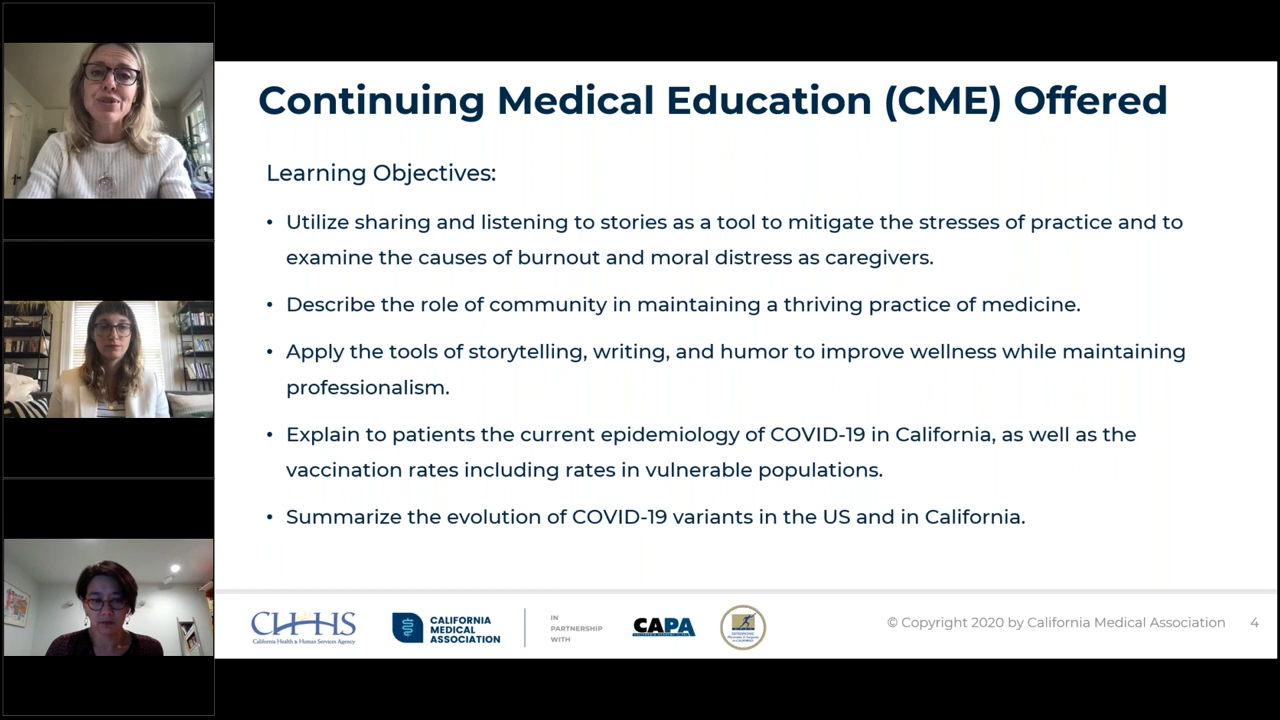 Continuing Medical Education (CME) Offered
Learning Objectives:
• Utilize sharing and listening to stories as a tool to mitigate the stresses of practice and to
examine the causes of burnout and moral distress as caregivers.
• Describe the role of community in maintaining a thriving practice of medicine.
• Apply the tools of storytelling, writing, and humor to improve wellness while maintaining
professionalism.
• Explain to patients the current epidemiology of COVID-19 in California, as well as the
vaccination rates including rates in vulnerable populations.
• Summarize the evolution of COVID-19 variants in the US and in California.
CHHS
California Health & Human Services Agency
CALIFORNIA
MEDICAL
ASSOCIATION
IN
PARTNERSHIP
WITH
CAPA
© Copyright 2020 by California Medical Association 4